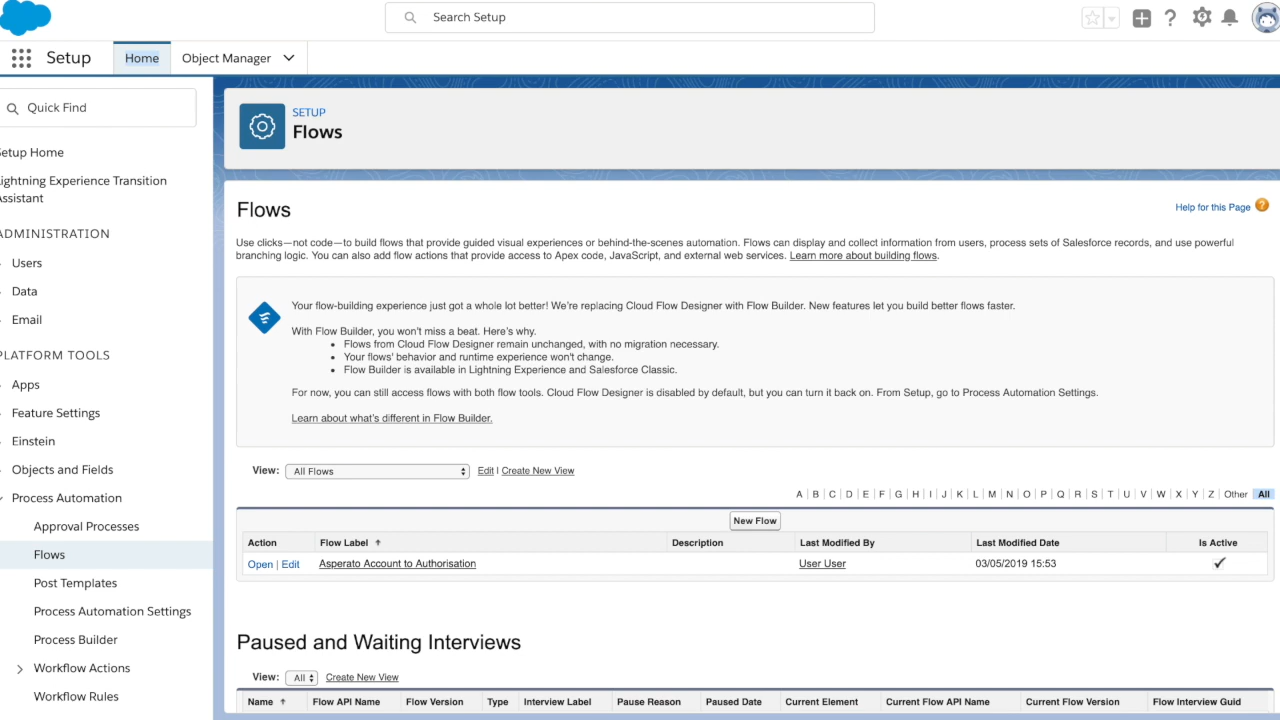 Search Setup
Setup
Home
Object Manager
Quick Find
Setup Home
Lightning Experience Transition
Assistant
ADMINISTRATION
Users
Data
Email
PLATFORM TOOLS
Apps
Feature Settings
Einstein
Objects and Fields
Process Automation
Approval Processes
Flows
Post Templates
Process Automation Settings
Process Builder
Workflow Actions
Workflow Rules
SETUP
Flows
Flows
Help for this Page
Use clicks—not code—to build flows that provide guided visual experiences or behind-the-scenes automation. Flows can display and collect information from users, process sets of Salesforce records, and use powerful
branching logic. You can also add flow actions that provide access to Apex code, JavaScript, and external web services. Learn more about building flows.
Your flow-building experience just got a whole lot better! We're replacing Cloud Flow Designer with Flow Builder. New features let you build better flows faster.
With Flow Builder, you won't miss a beat. Here's why.
• Flows from Cloud Flow Designer remain unchanged, with no migration necessary.
• Your flows' behavior and runtime experience won't change.
• Flow Builder is available in Lightning Experience and Salesforce Classic.
For now, you can still access flows with both flow tools. Cloud Flow Designer is disabled by default, but you can turn it back on. From Setup, go to Process Automation Settings.
Learn about what's different in Flow Builder.
View: All Flows Edit | Create New View
A | B | C | D | E | F | G | H | I | J | K | L | M | N | O | P | Q | R | S | T | U | V | W | X | Y | Z | Other All
New Flow
Action Flow Label Description Last Modified By Last Modified Date Is Active
Open | Edit Asperato Account to Authorisation User User 03/05/2019 15:53
Paused and Waiting Interviews
View: All Create New View
Name Flow API Name Flow Version Type Interview Label Pause Reason Paused Date Current Element Current Flow API Name Current Flow Version Flow Interview Guid